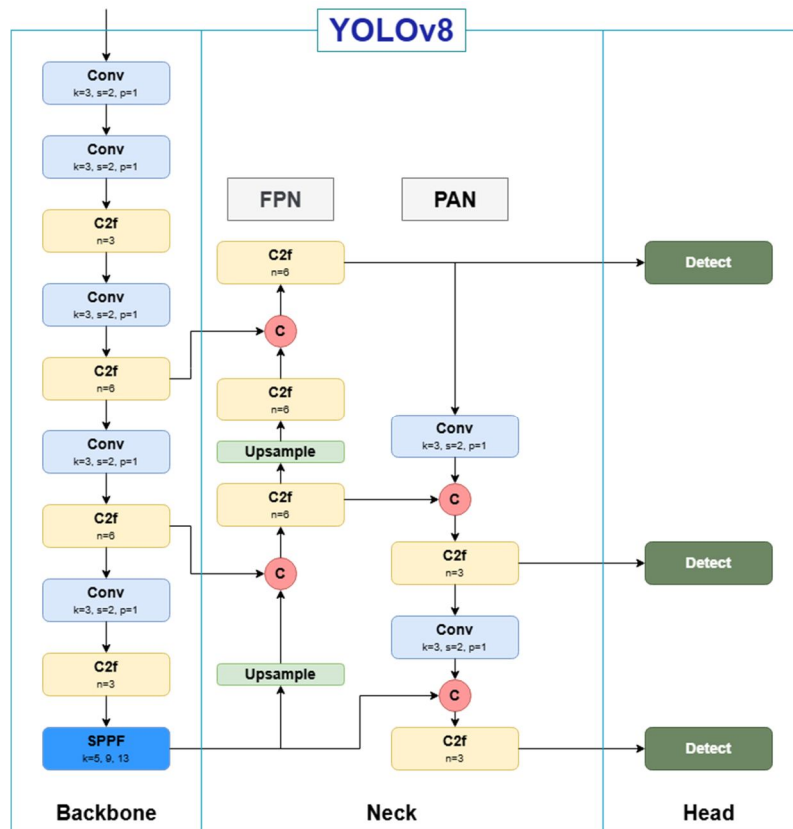 YOLOv8
Conv
k=3, s=2, p=1
Conv
k=3, s=2, p=1
C2f
n=3
Conv
k=3, s=2, p=1
C2f
n=6
Conv
k=3, s=2, p=1
C2f
n=6
Conv
k=3, s=2, p=1
C2f
n=3
SPPF
k=5, 9, 13
Backbone
FPN
C2f
n=6
C
C2f
n=6
Upsample
C2f
n=6
C
Upsample
PAN
Conv
k=3, s=2, p=1
C
C2f
n=3
Conv
k=3, s=2, p=1
C
C2f
n=3
Neck
Detect
Detect
Detect
Head